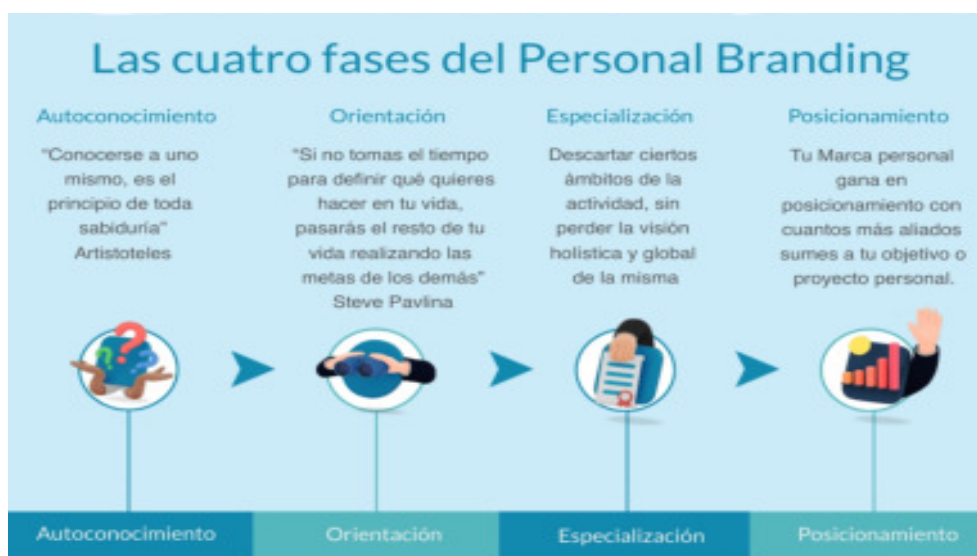 Las cuatro fases del Personal Branding
Autoconocimiento
"Conocerse a uno
mismo, es el
principio de toda
sabiduría"
Artistoteles
Orientación
"Si no tomas el tiempo
para definir qué quieres
hacer en tu vida,
pasarás el resto de tu
vida realizando las
metas de los demás"
Steve Pavlina
Especialización
Descartar ciertos
ámbitos de la
actividad, sin
perder la visión
holística y global
de la misma
Posicionamiento
Tu Marca personal
gana en
posicionamiento con
cuantos más aliados
sumes a tu objetivo o
proyecto personal.
Autoconocimiento
Orientación
Especialización
Posicionamiento